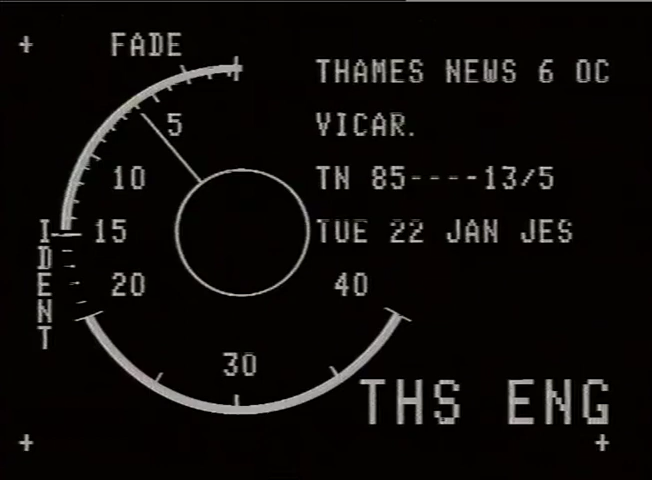 FADE
THAMES NEWS 6 OC
VICAR.
5
10
TN 85----13/5
IDENT
15
TUE 22 JAN JES
20
40
30
THS ENG